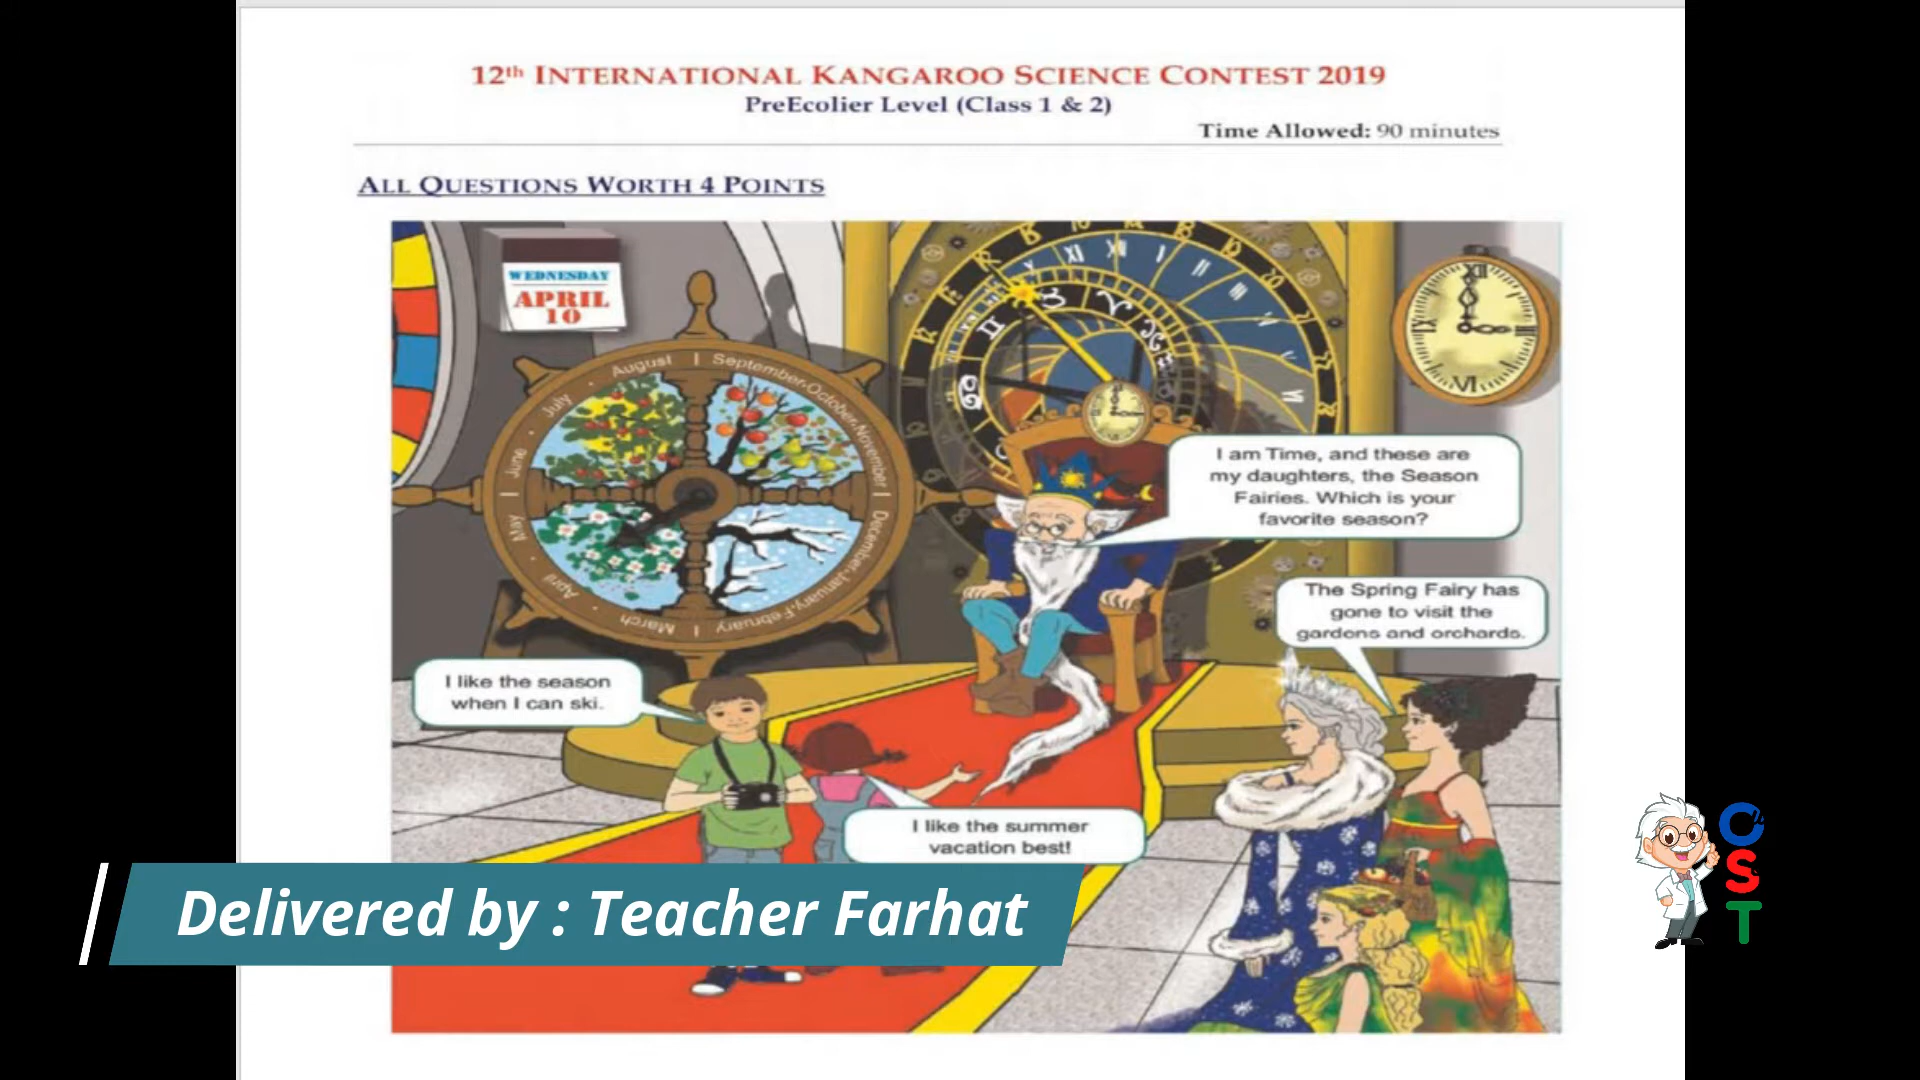 12th INTERNATIONAL KANGAROO SCIENCE CONTEST 2019
PreEcolier Level (Class 1 & 2)
Time Allowed: 90 minutes
ALL QUESTIONS WORTH 4 POINTS
WEDNESDAY
APRIL
10
August
September
October
November
December
January
February
March
April
May
June
July
I am Time, and these are
my daughters, the Season
Fairies. Which is your
favorite season?
The Spring Fairy has
gone to visit the
gardens and orchards.
I like the season
when I can ski.
I like the summer
vacation best!
Delivered by : Teacher Farhat
CST